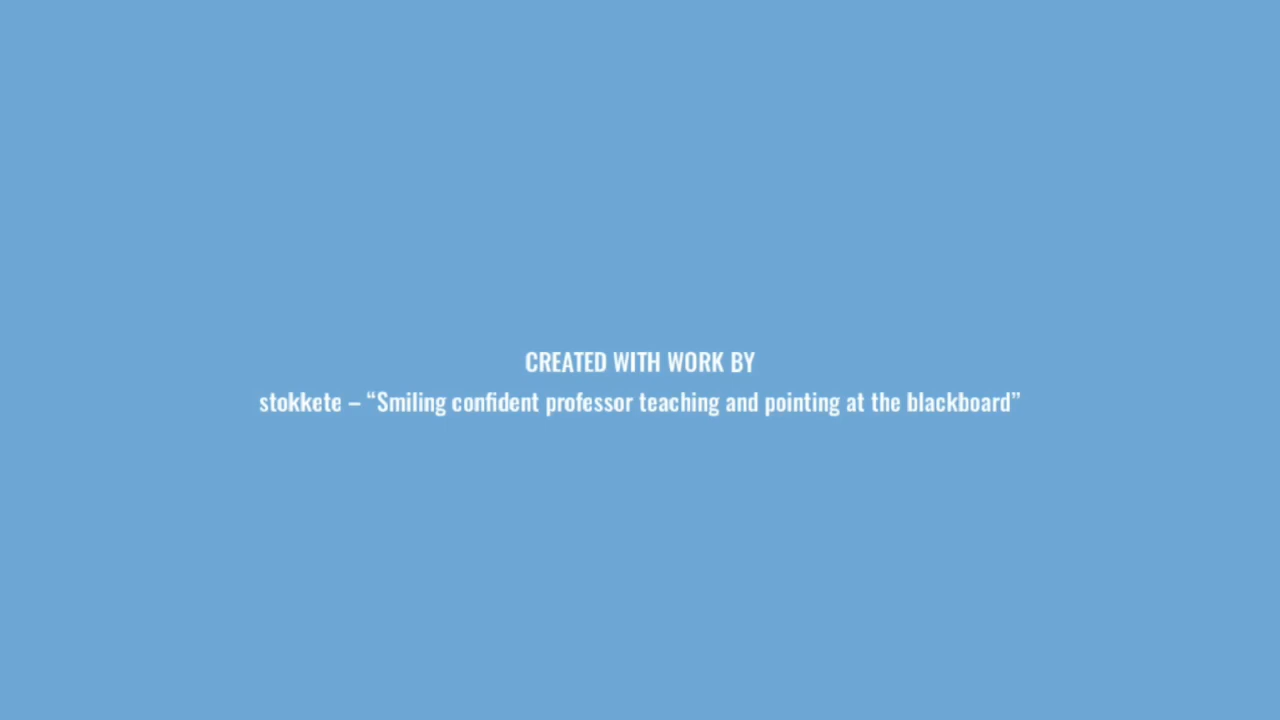 CREATED WITH WORK BY
stokkete – “Smiling confident professor teaching and pointing at the blackboard”